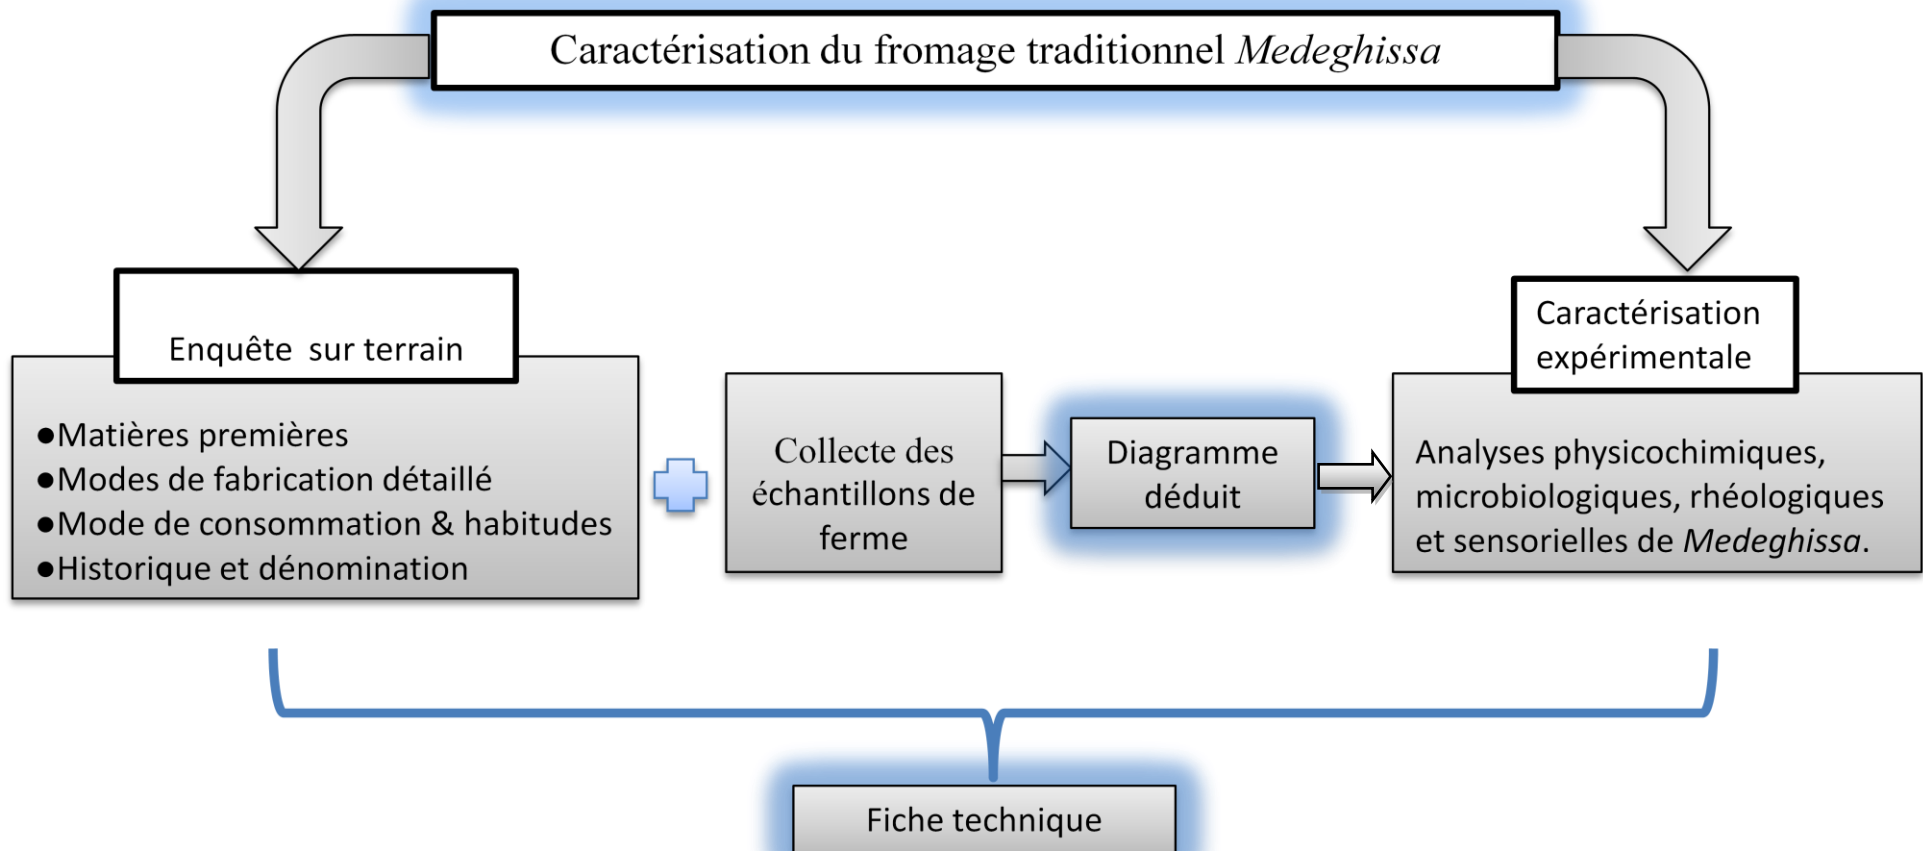 Caractérisation du fromage traditionnel Medeghissa
Enquête sur terrain
●Matières premières
●Modes de fabrication détaillé
●Mode de consommation & habitudes
●Historique et dénomination
Collecte des
échantillons de
ferme
Diagramme
déduit
Caractérisation
expérimentale
Analyses physicochimiques,
microbiologiques, rhéologiques
et sensorielles de Medeghissa.
Fiche technique